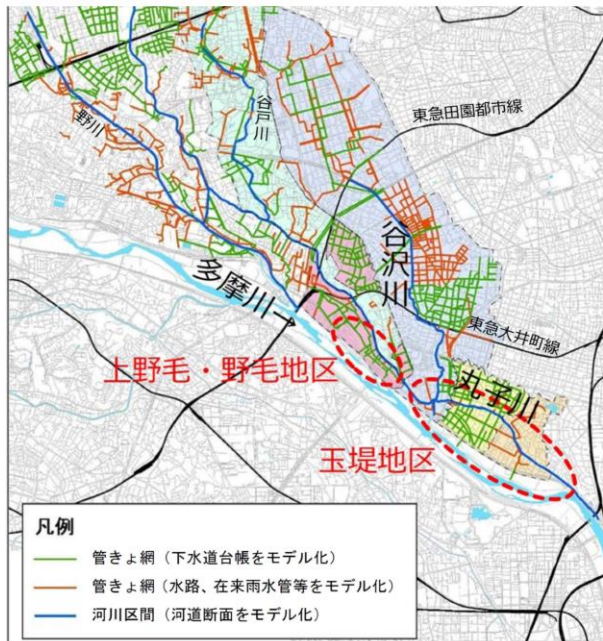 東急田園都市線
谷戸川
野川
谷沢川
多摩川→
東急大井町線
上野毛・野毛地区
丸子川
玉堤地区
凡例
管きょ網（下水道台帳をモデル化）
管きょ網（水路、在来雨水管等をモデル化）
河川区間（河道断面をモデル化）